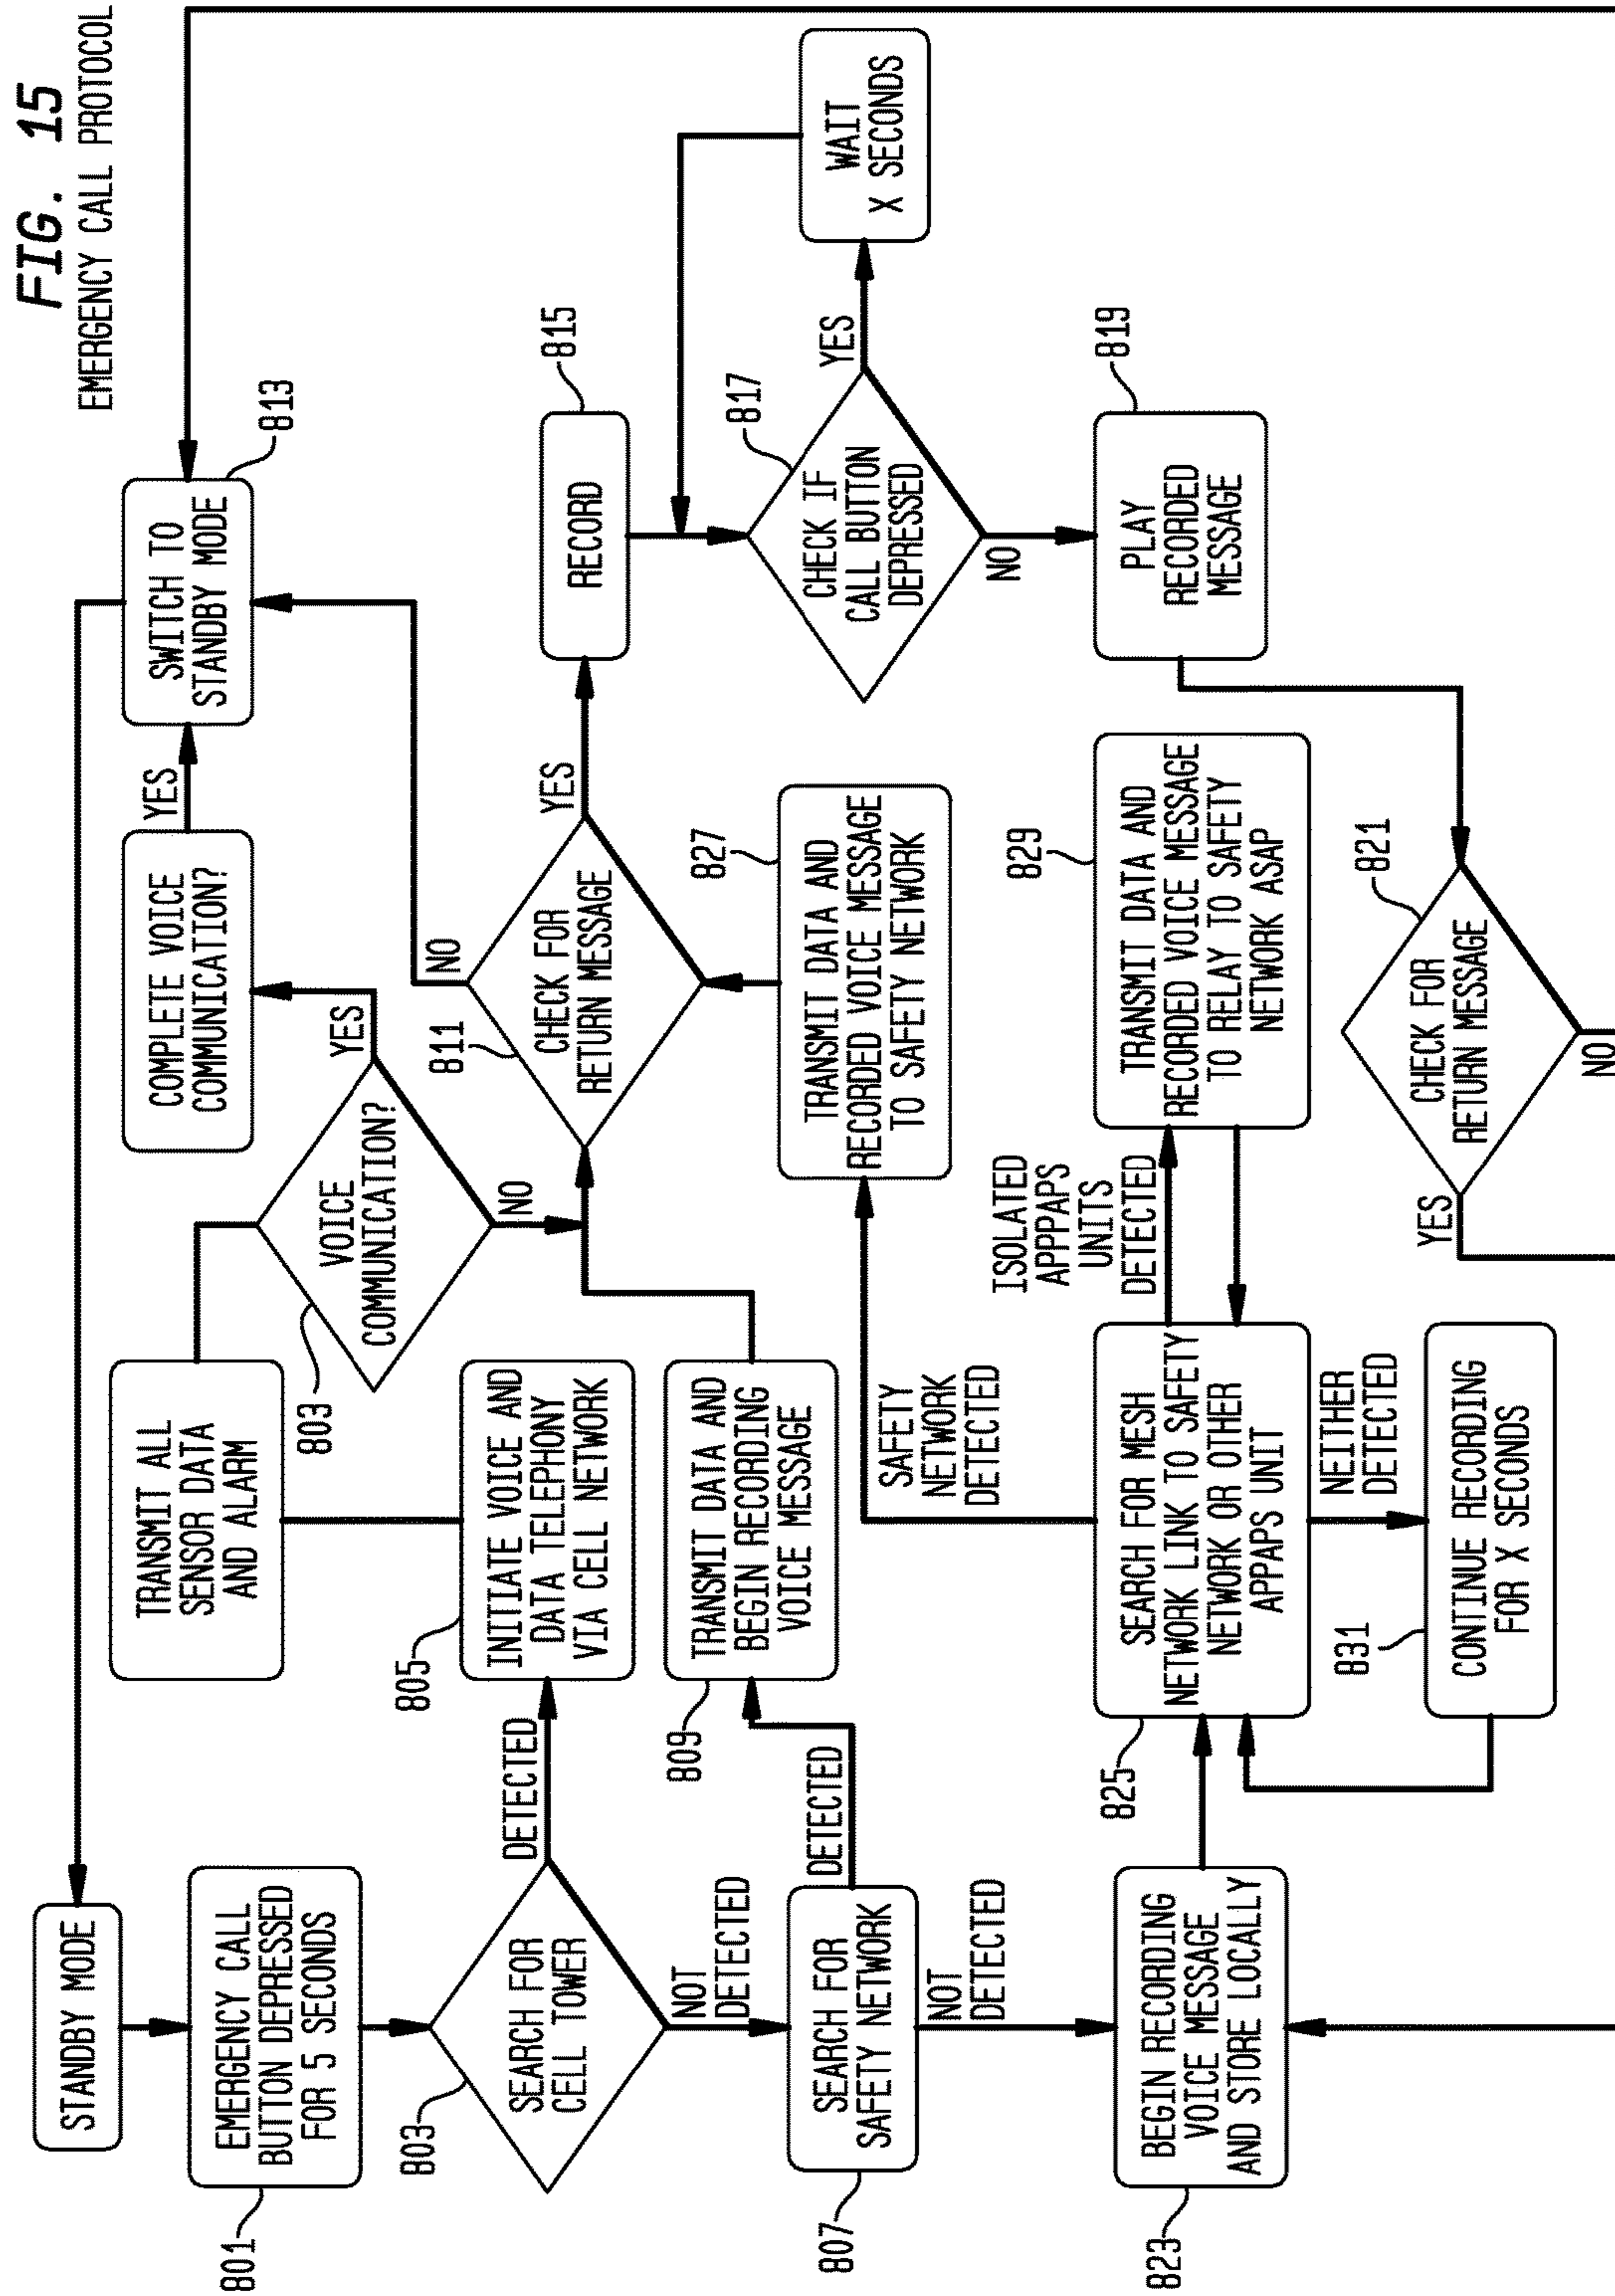 FIG. 15
EMERGENCY CALL PROTOCOL
STANDBY MODE
801
EMERGENCY CALL
BUTTON DEPRESSED
FOR 5 SECONDS
803
SEARCH FOR
CELL TOWER
DETECTED
NOT
DETECTED
807
SEARCH FOR
SAFETY NETWORK
DETECTED
NOT
DETECTED
823
BEGIN RECORDING
VOICE MESSAGE
AND STORE LOCALLY
TRANSMIT ALL
SENSOR DATA
AND ALARM
805
INITIATE VOICE AND
DATA TELEPHONY
VIA CELL NETWORK
809
TRANSMIT DATA AND
BEGIN RECORDING
VOICE MESSAGE
SAFETY
NETWORK
DETECTED
825
SEARCH FOR MESH
NETWORK LINK TO SAFETY
NETWORK OR OTHER
APPAPS UNIT
NEITHER
DETECTED
831
CONTINUE RECORDING
FOR X SECONDS
803
VOICE
COMMUNICATION?
YES
NO
COMPLETE VOICE
COMMUNICATION?
YES
811
CHECK FOR
RETURN MESSAGE
NO
YES
827
TRANSMIT DATA AND
RECORDED VOICE MESSAGE
TO SAFETY NETWORK
ISOLATED
APPPAPS
UNITS
DETECTED
829
TRANSMIT DATA AND
RECORDED VOICE MESSAGE
TO RELAY TO SAFETY
NETWORK ASAP
821
CHECK FOR
RETURN MESSAGE
YES
NO
813
SWITCH TO
STANDBY MODE
815
RECORD
817
CHECK IF
CALL BUTTON
DEPRESSED
YES
NO
WAIT
X SECONDS
819
PLAY
RECORDED
MESSAGE